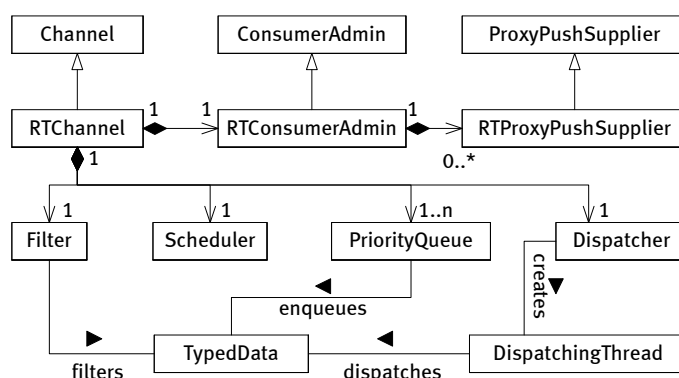 Channel ConsumerAdmin ProxyPushSupplier
1 1 1
RTChannel RTConsumerAdmin RTProxyPushSupplier
1 0..*
1 1 1..n 1
Filter Scheduler PriorityQueue Dispatcher
creates
enqueues
TypedData DispatchingThread
filters dispatches